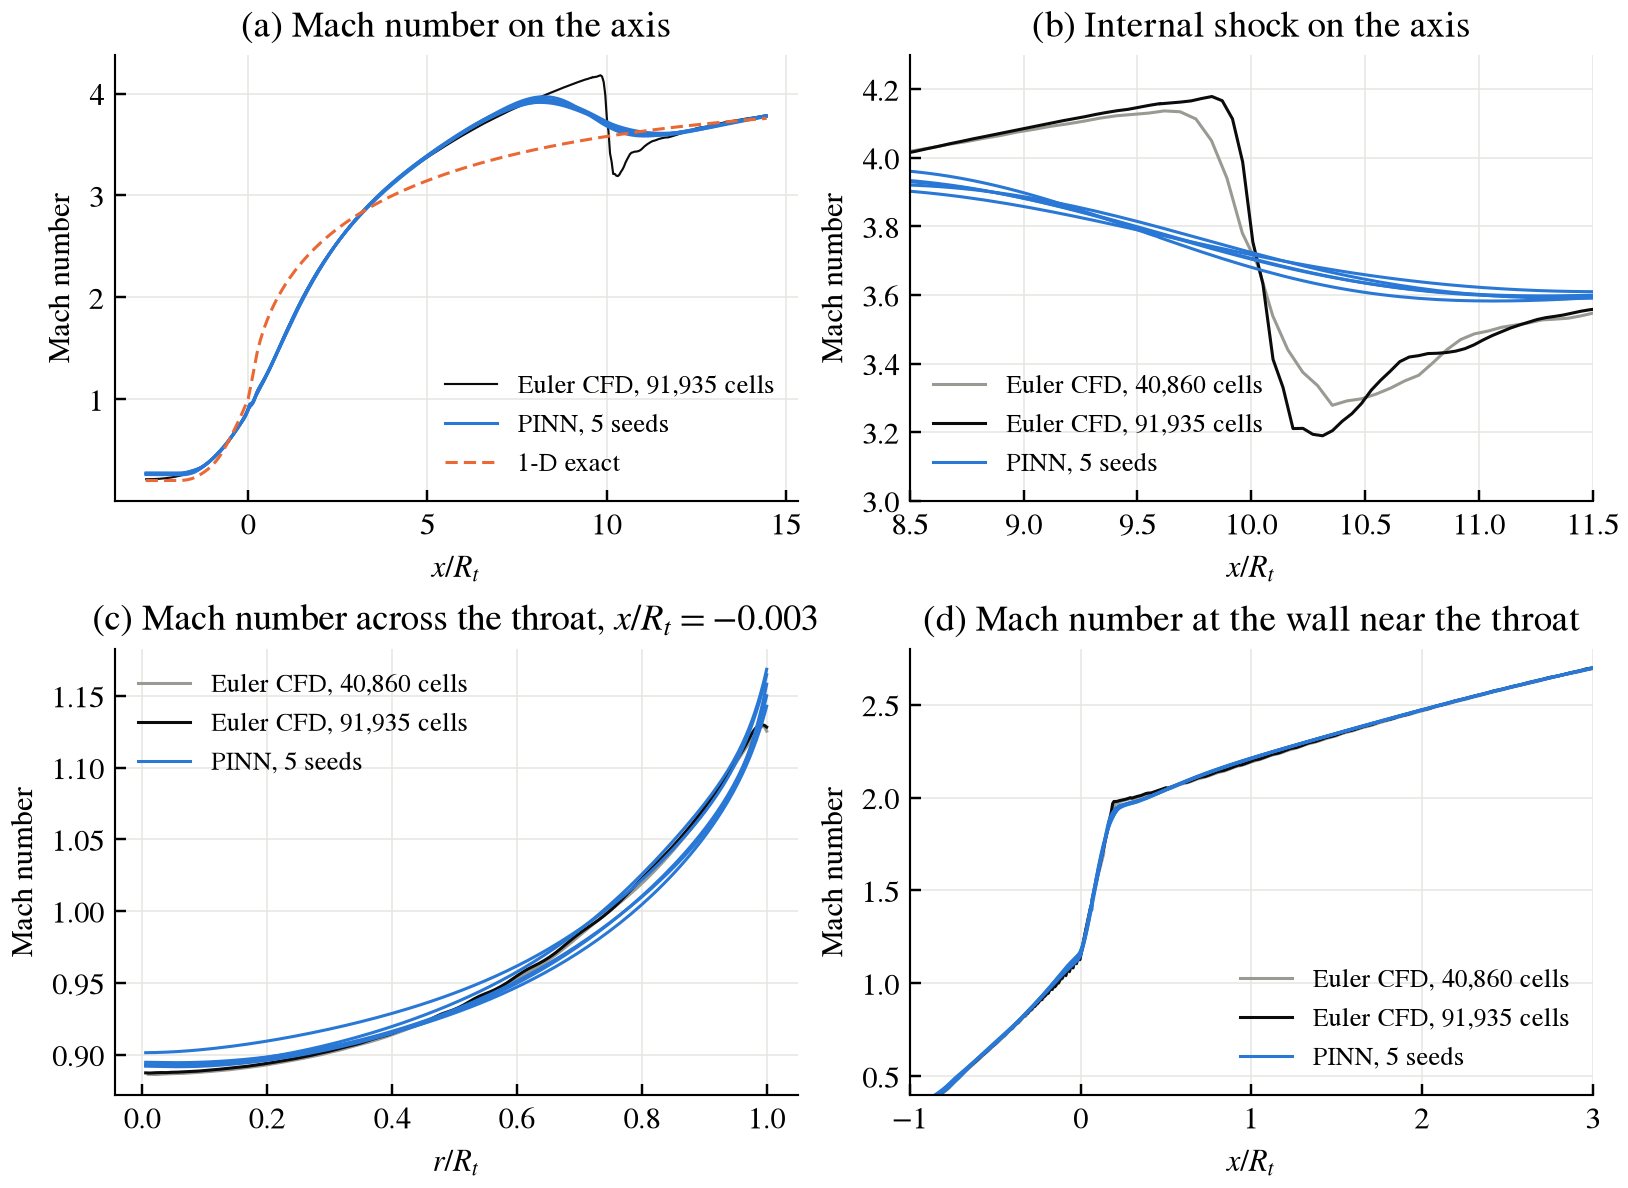 (a) Mach number on the axis
Mach number
4
3
2
1
Euler CFD, 91,935 cells
PINN, 5 seeds
1-D exact
0
5
10
15
x/Rt
(b) Internal shock on the axis
Mach number
4.2
4.0
3.8
3.6
3.4
3.2
3.0
Euler CFD, 40,860 cells
Euler CFD, 91,935 cells
PINN, 5 seeds
8.5
9.0
9.5
10.0
10.5
11.0
11.5
x/Rt
(c) Mach number across the throat, x/Rt = −0.003
Mach number
1.15
1.10
1.05
1.00
0.95
0.90
Euler CFD, 40,860 cells
Euler CFD, 91,935 cells
PINN, 5 seeds
0.0
0.2
0.4
0.6
0.8
1.0
r/Rt
(d) Mach number at the wall near the throat
Mach number
2.5
2.0
1.5
1.0
0.5
Euler CFD, 40,860 cells
Euler CFD, 91,935 cells
PINN, 5 seeds
−1
0
1
2
3
x/Rt